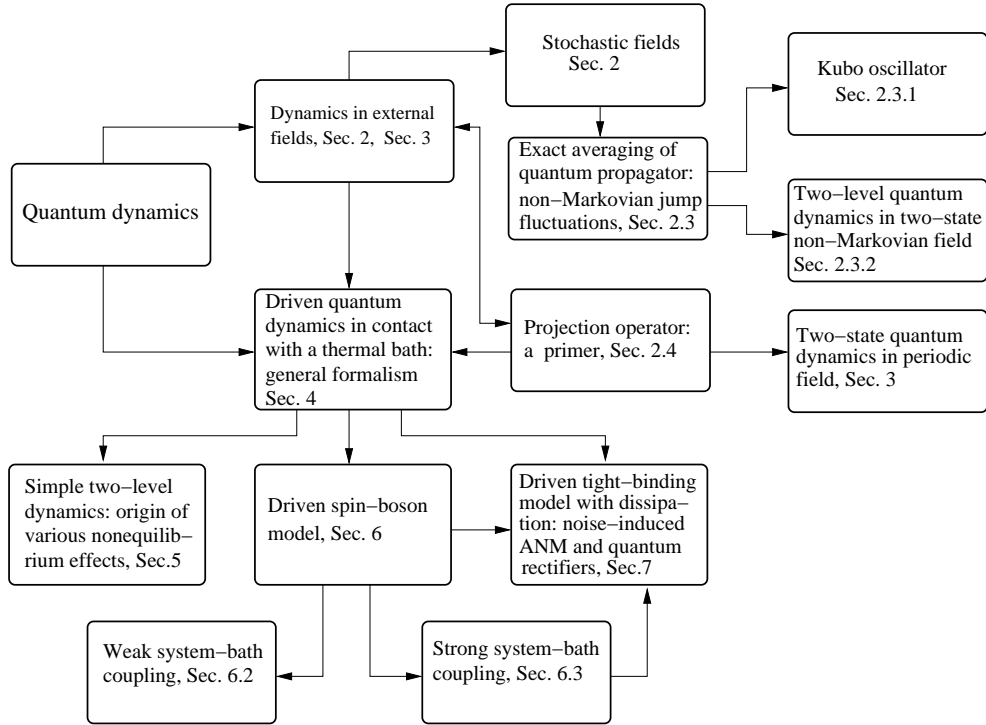 Stochastic fields
Sec. 2
Kubo oscillator
Sec. 2.3.1
Dynamics in external
fields, Sec. 2, Sec. 3
Exact averaging of
quantum propagator:
non−Markovian jump
fluctuations, Sec. 2.3
Quantum dynamics
Two−level quantum
dynamics in two−state
non−Markovian field
Sec. 2.3.2
Driven quantum
dynamics in contact
with a thermal bath:
general formalism
Sec. 4
Projection operator:
a primer, Sec. 2.4
Two−state quantum
dynamics in periodic
field, Sec. 3
Simple two−level
dynamics: origin of
various nonequilib−
rium effects, Sec.5
Driven spin−boson
model, Sec. 6
Driven tight−binding
model with dissipa−
tion: noise−induced
ANM and quantum
rectifiers, Sec.7
Weak system−bath
coupling, Sec. 6.2
Strong system−bath
coupling, Sec. 6.3